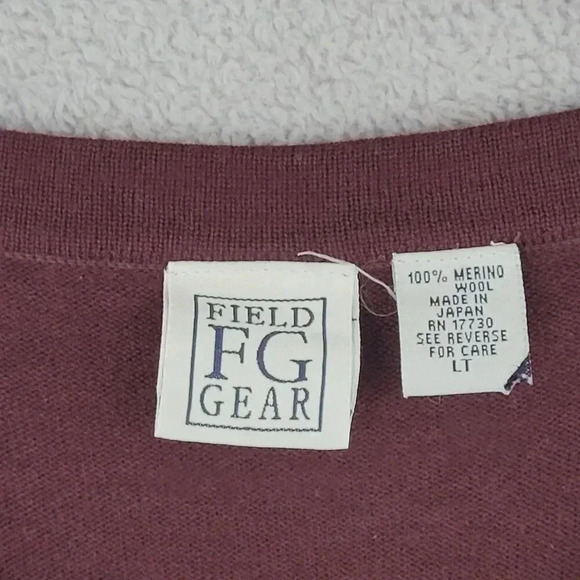 FIELD
FG
GEAR
100% MERINO
WOOL
MADE IN
JAPAN
RN 17730
SEE REVERSE
FOR CARE
LT